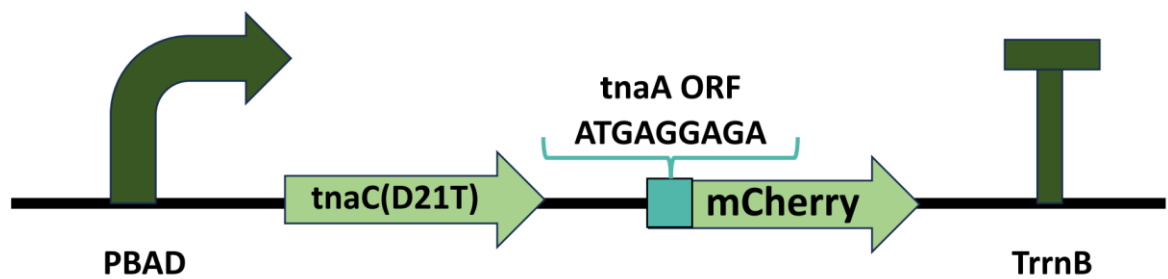 tnaA ORF
ATGAGGAGA
tnaC(D21T)
mCherry
PBAD
TrrnB